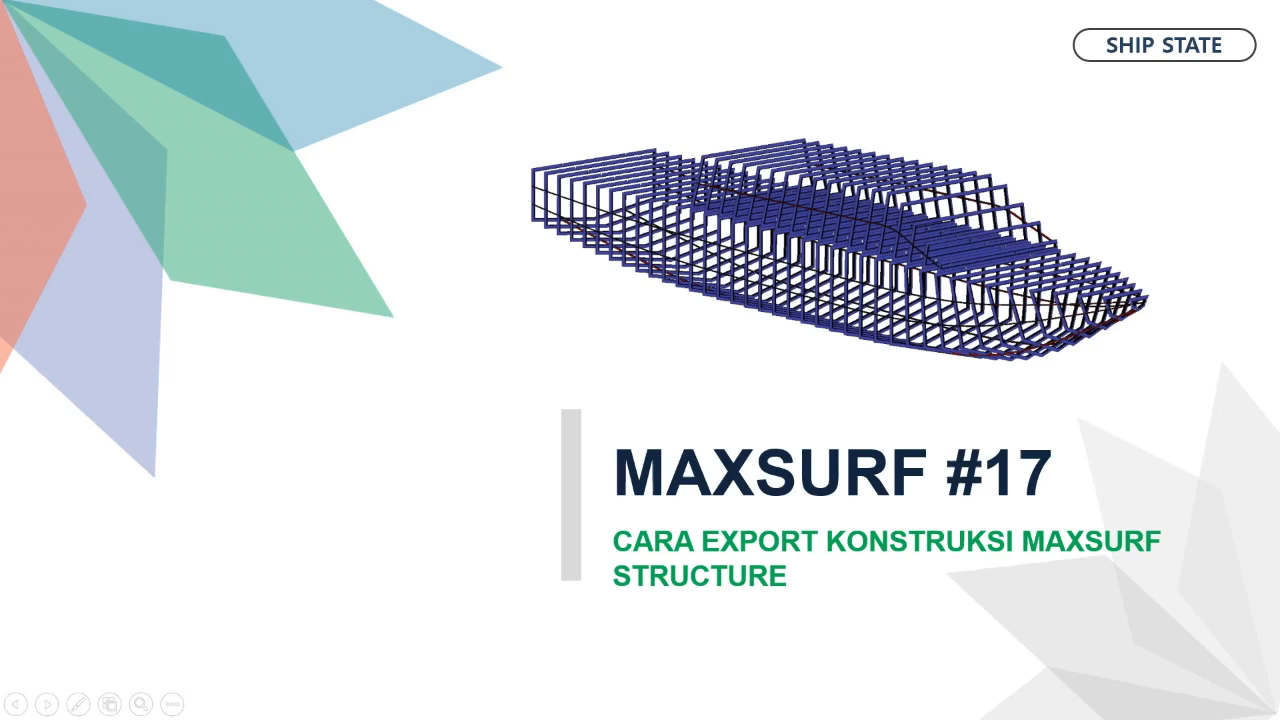 SHIP STATE
MAXSURF #17
CARA EXPORT KONSTRUKSI MAXSURF
STRUCTURE